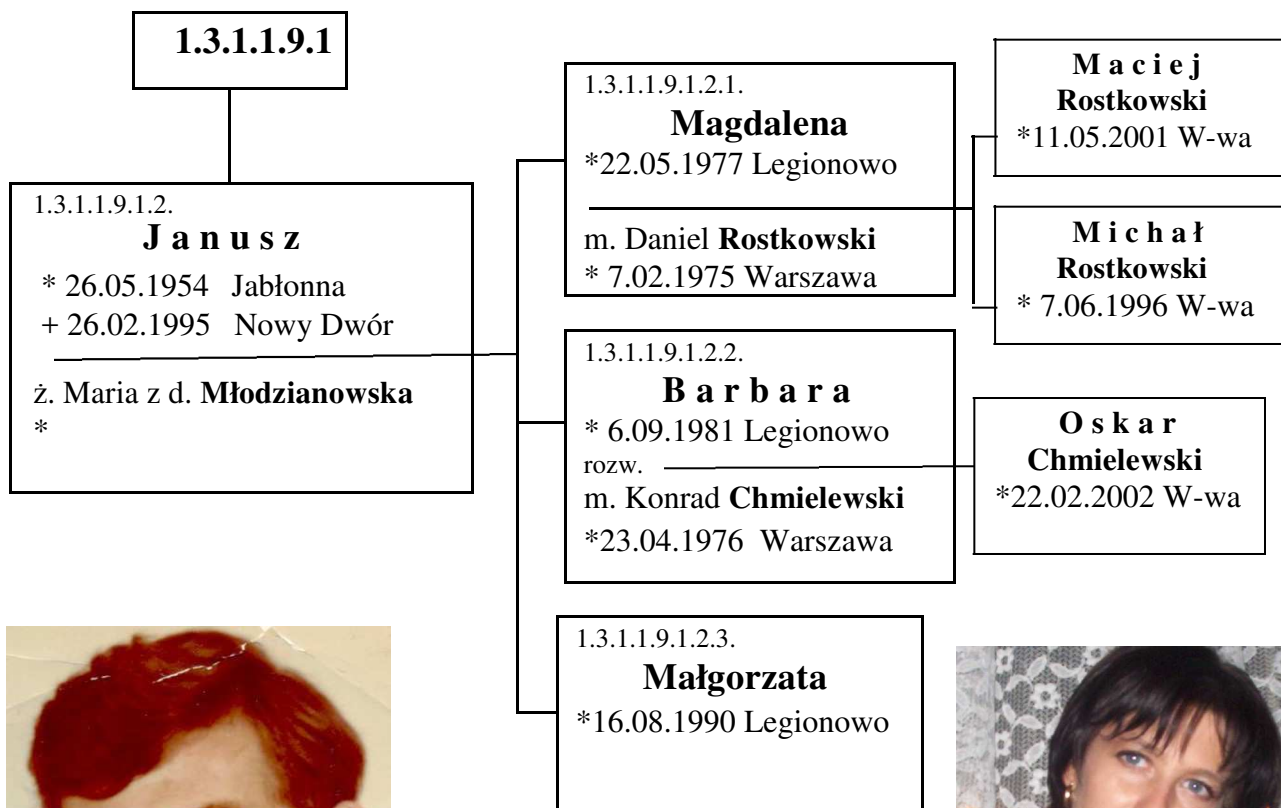 1.3.1.1.9.1
1.3.1.1.9.1.2.
J a n u s z
* 26.05.1954 Jabłonna
+ 26.02.1995 Nowy Dwór
ż. Maria z d. Młodzianowska
*
1.3.1.1.9.1.2.1.
Magdalena
*22.05.1977 Legionowo
m. Daniel Rostkowski
* 7.02.1975 Warszawa
M a c i e j
Rostkowski
*11.05.2001 W-wa
M i c h a ł
Rostkowski
* 7.06.1996 W-wa
1.3.1.1.9.1.2.2.
B a r b a r a
* 6.09.1981 Legionowo
rozw.
m. Konrad Chmielewski
*23.04.1976 Warszawa
O s k a r
Chmielewski
*22.02.2002 W-wa
1.3.1.1.9.1.2.3.
Małgorzata
*16.08.1990 Legionowo